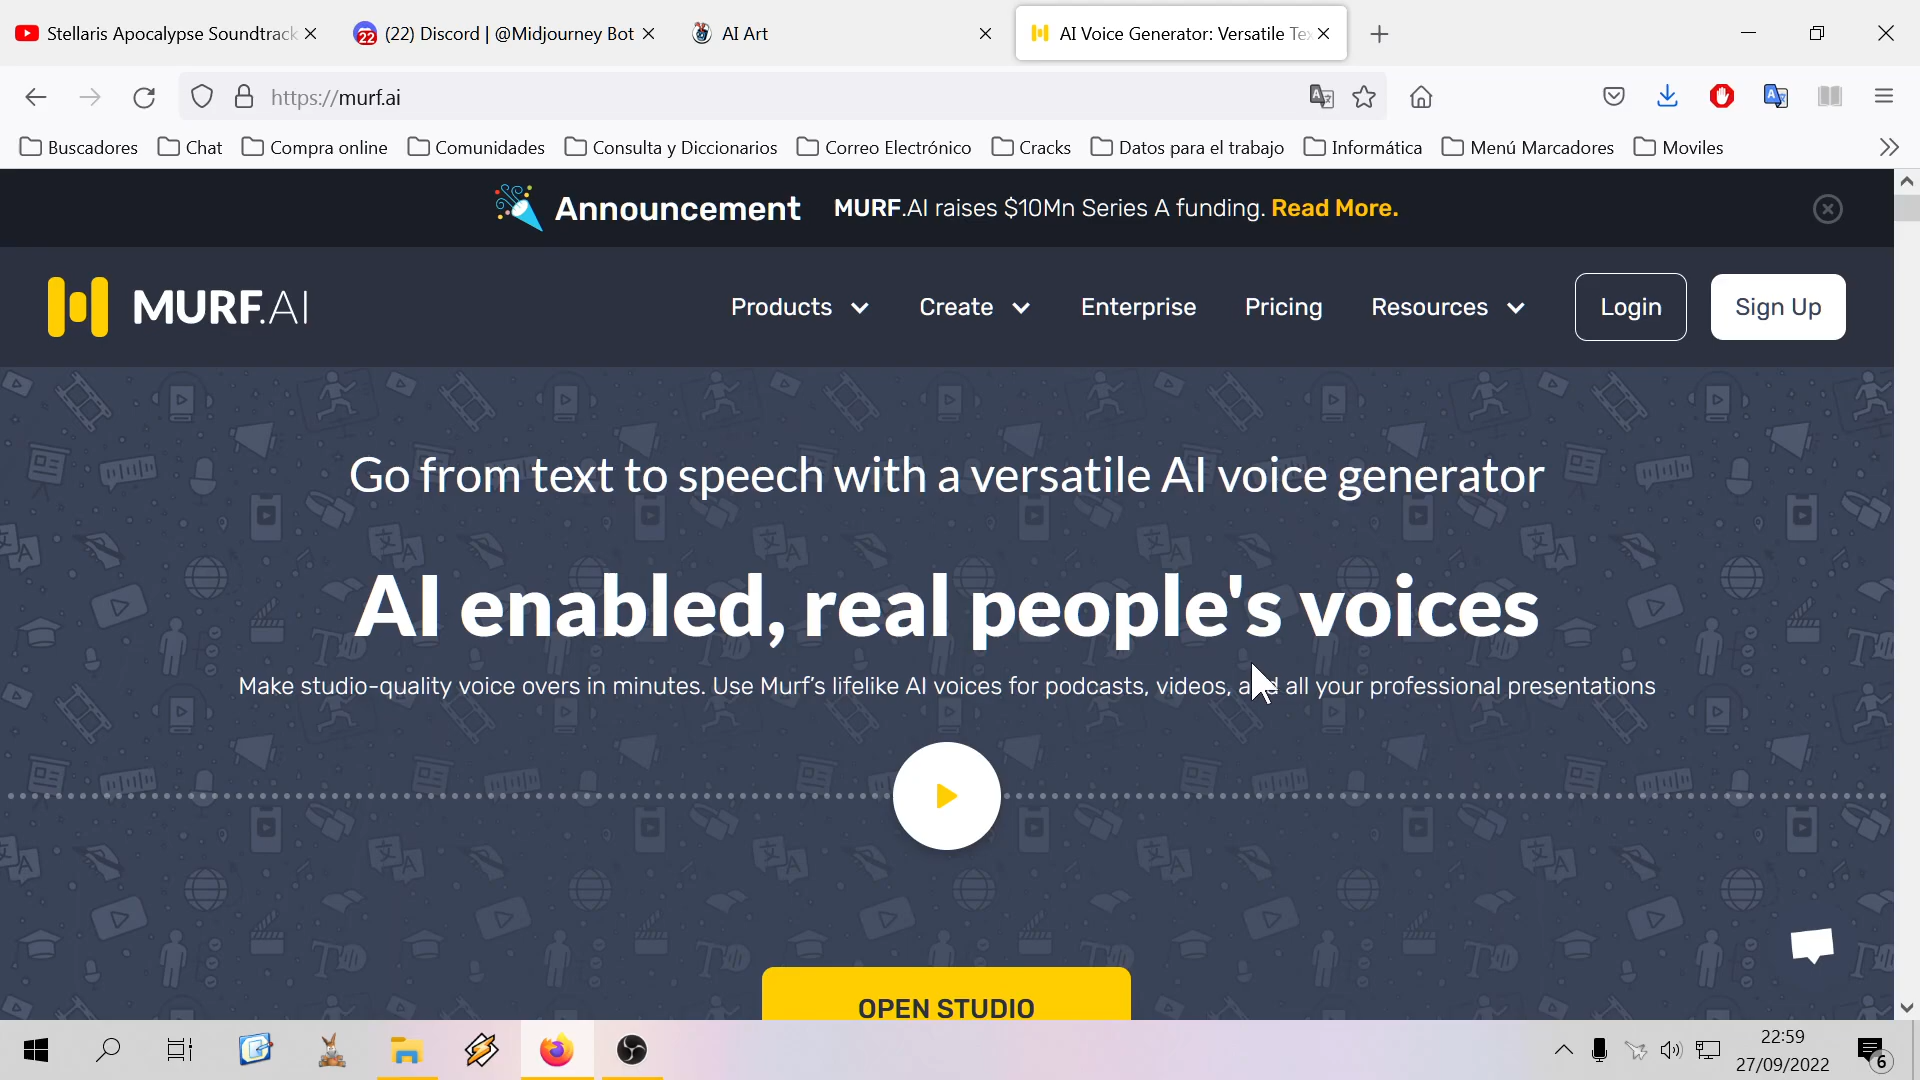 Stellaris Apocalypse Soundtrack
(22) Discord | @Midjourney Bot
AI Art
AI Voice Generator: Versatile Tex
https://murf.ai
Buscadores
Chat
Compra online
Comunidades
Consulta y Diccionarios
Correo Electrónico
Cracks
Datos para el trabajo
Informática
Menú Marcadores
Moviles
Announcement MURF.AI raises $10Mn Series A funding. Read More.
MURF.AI
Products
Create
Enterprise
Pricing
Resources
Login
Sign Up
Go from text to speech with a versatile AI voice generator
AI enabled, real people's voices
Make studio-quality voice overs in minutes. Use Murf's lifelike AI voices for podcasts, videos, and all your professional presentations
OPEN STUDIO
22:59
27/09/2022
6